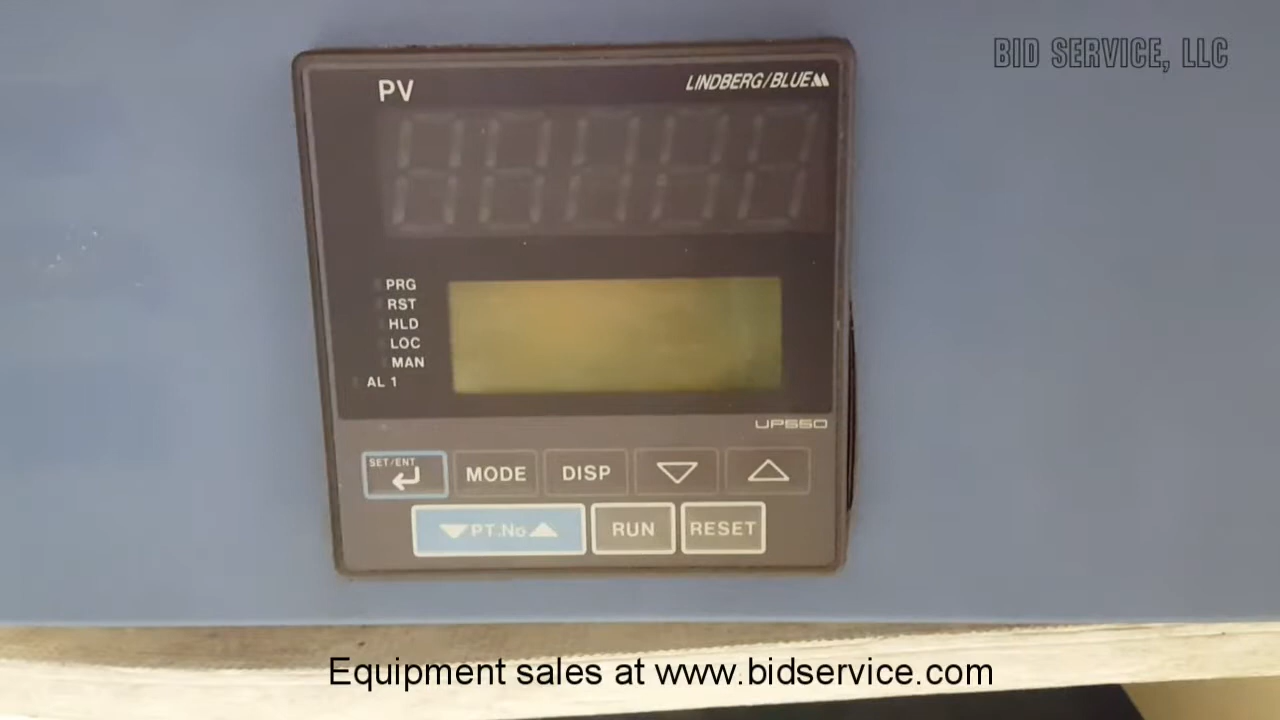 BID SERVICE, LLC
PV
LINDBERG/BLUE M
PRG
RST
HLD
LOC
MAN
AL 1
UP550
SET/ENT MODE DISP
PT.No RUN RESET
Equipment sales at www.bidservice.com